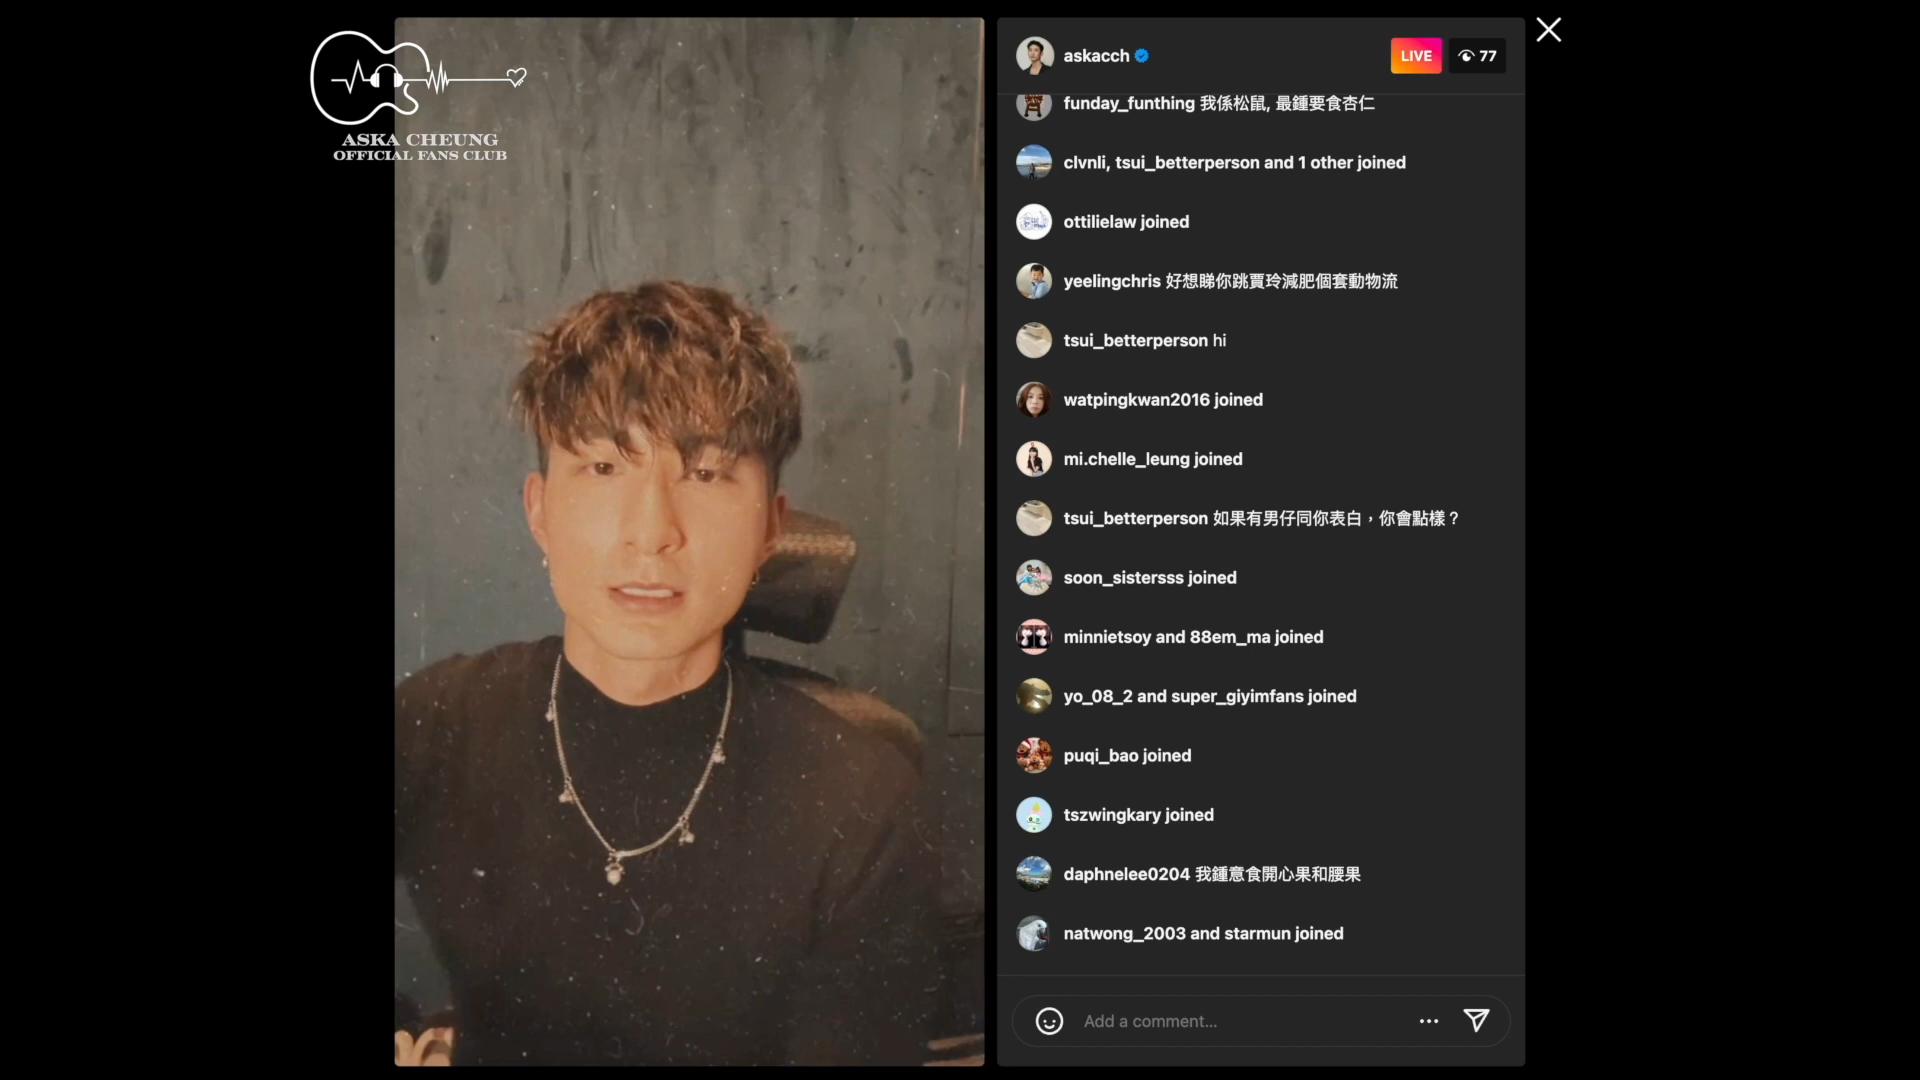 ASKA CHEUNG
OFFICIAL FANS CLUB
askacch
LIVE
77
funday_funthing 我係松鼠, 最鍾要食杏仁
clvnli, tsui_betterperson and 1 other joined
ottilielaw joined
yeelingchris 好想睇你跳賈玲減肥個套動物流
tsui_betterperson hi
watpingkwan2016 joined
mi.chelle_leung joined
tsui_betterperson 如果有男仔同你表白，你會點樣？
soon_sistersss joined
minnietsoy and 88em_ma joined
yo_08_2 and super_giyimfans joined
puqi_bao joined
tszwingkary joined
daphnelee0204 我鍾意食開心果和腰果
natwong_2003 and starmun joined
Add a comment...